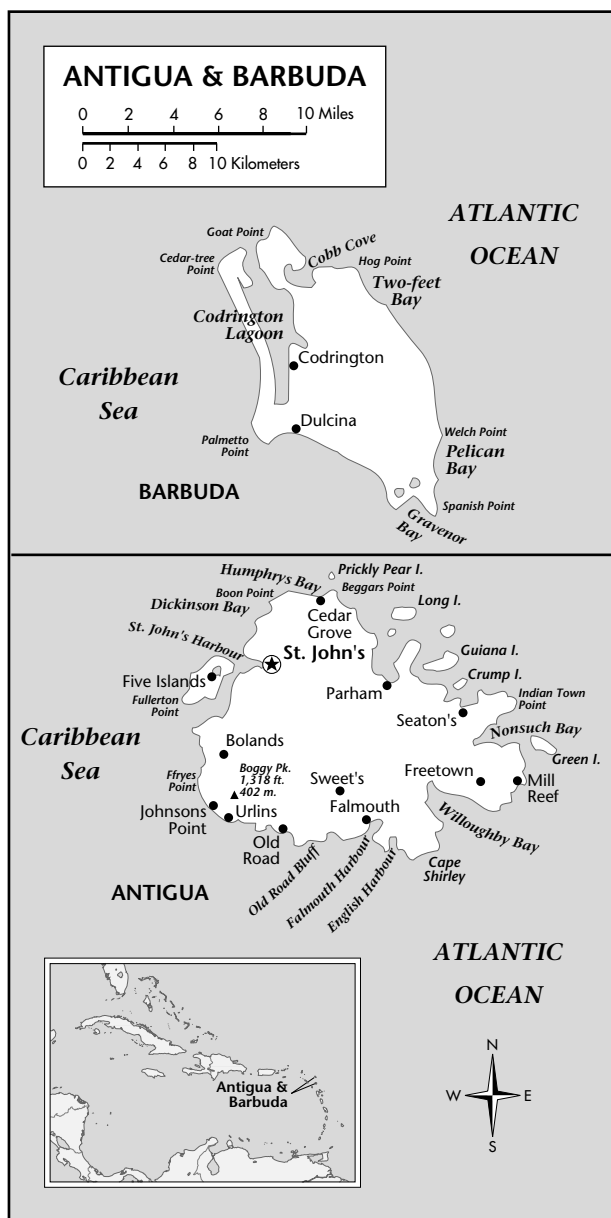 ANTIGUA & BARBUDA
0 2 4 6 8 10 Miles
0 2 4 6 8 10 Kilometers
ATLANTIC
OCEAN
Goat Point
Cobb Cove
Cedar-tree
Point
Hog Point
Two-feet
Bay
Codrington
Lagoon
Codrington
Caribbean
Sea
Dulcina
Palmetto
Point
Welch Point
Pelican
Bay
BARBUDA
Spanish Point
Gravenor
Bay
Prickly Pear I.
Humphrys Bay
Boon Point
Beggars Point
Dickinson Bay
Long I.
Cedar
Grove
St. John's Harbour
St. John's
Guiana I.
Five Islands
Crump I.
Parham
Fullerton
Point
Indian Town
Point
Seaton's
Nonsuch Bay
Caribbean
Sea
Bolands
Green I.
Boggy Pk.
1,318 ft.
402 m.
Ffryes
Point
Sweet's
Freetown
Mill
Reef
Johnsons
Point
Urlins
Falmouth
Old
Road
Willoughby Bay
Old Road Bluff
Falmouth Harbour
English Harbour
Cape
Shirley
ANTIGUA
ATLANTIC
OCEAN
Antigua &
Barbuda
N
W E
S